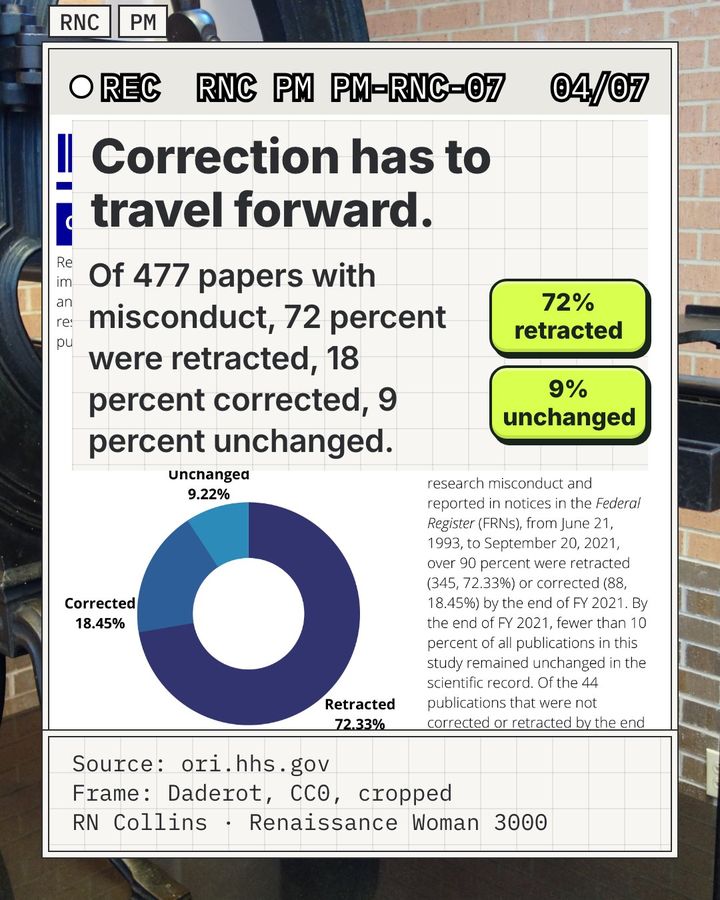 RNC PM
REC RNC PM PM-RNC-07 04/07
Correction has to
travel forward.
Of 477 papers with
misconduct, 72 percent
were retracted, 18
percent corrected, 9
percent unchanged.
72%
retracted
9%
unchanged
Unchanged
9.22%
Corrected
18.45%
Retracted
72.33%
research misconduct and
reported in notices in the Federal
Register (FRNs), from June 21,
1993, to September 20, 2021,
over 90 percent were retracted
(345, 72.33%) or corrected (88,
18.45%) by the end of FY 2021. By
the end of FY 2021, fewer than 10
percent of all publications in this
study remained unchanged in the
scientific record. Of the 44
publications that were not
corrected or retracted by the end
Source: ori.hhs.gov
Frame: Daderot, CC0, cropped
RN Collins · Renaissance Woman 3000